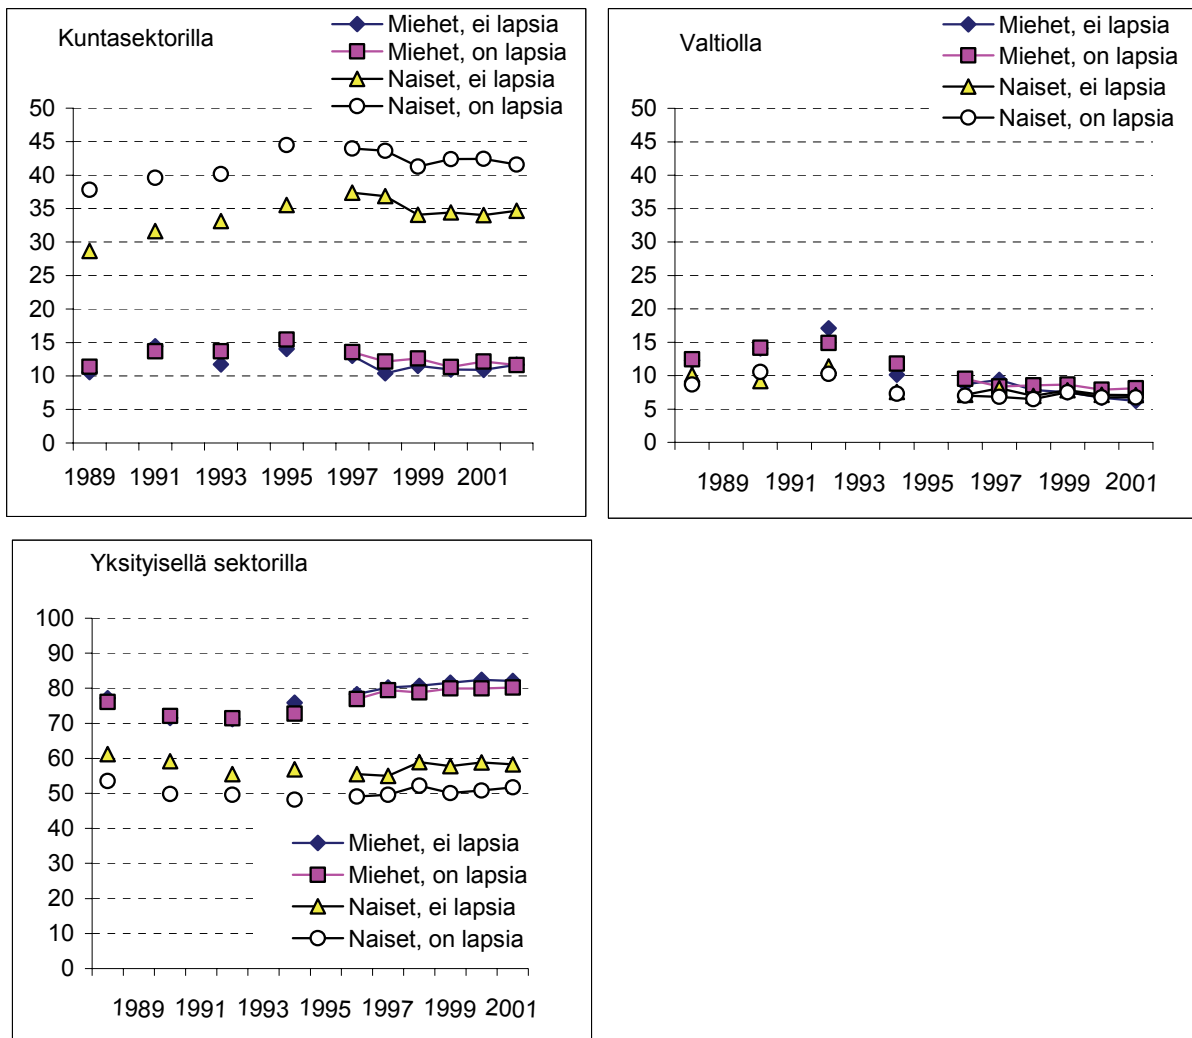 Kuntasektorilla
Miehet, ei lapsia
Miehet, on lapsia
Naiset, ei lapsia
Naiset, on lapsia
50
45
40
35
30
25
20
15
10
5
0
1989 1991 1993 1995 1997 1999 2001
Valtiolla
Miehet, ei lapsia
Miehet, on lapsia
Naiset, ei lapsia
Naiset, on lapsia
50
45
40
35
30
25
20
15
10
5
0
1989 1991 1993 1995 1997 1999 2001
Yksityisellä sektorilla
100
90
80
70
60
50
40
30
20
10
0
Miehet, ei lapsia
Miehet, on lapsia
Naiset, ei lapsia
Naiset, on lapsia
1989 1991 1993 1995 1997 1999 2001